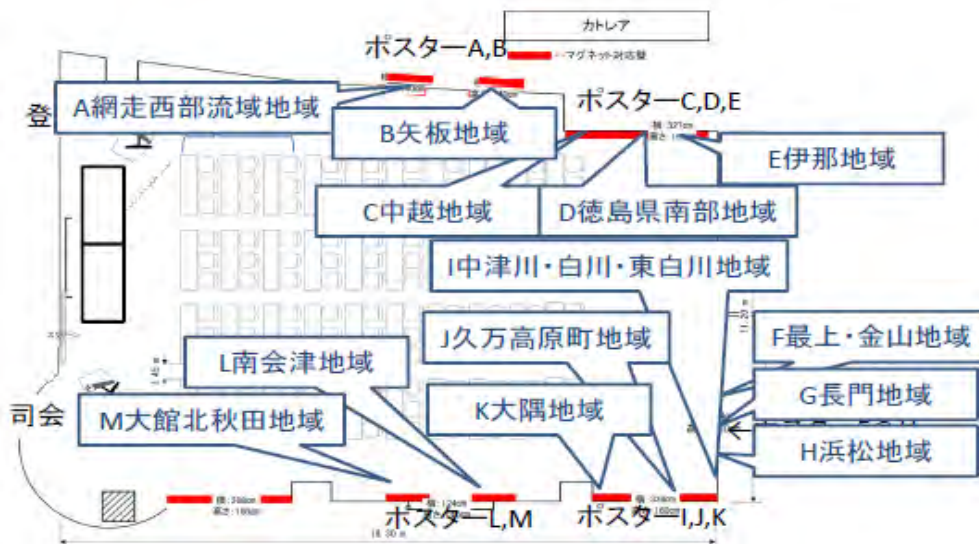 カトレア
ポスターA,B
・・マグネット対応壁
A網走西部流域地域
ポスターC,D,E
登
B矢板地域
横:321cm
E伊那地域
C中越地域
D徳島県南部地域
I中津川・白川・東白川地域
J久万高原町地域
F最上・金山地域
L南会津地域
G長門地域
K大隅地域
司会
M大館北秋田地域
H浜松地域
ポスターL,M
ポスターI,J,K